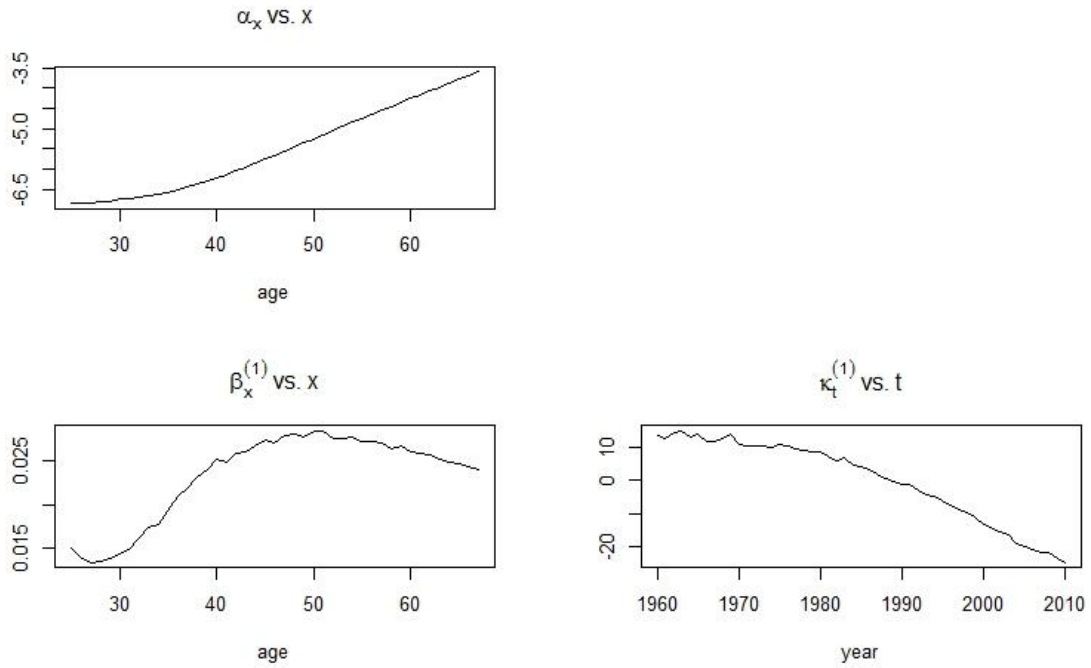 αₓ vs. x
-3.5
-5.0
-6.5
30 40 50 60
age
βₓ⁽¹⁾ vs. x
0.025
0.015
30 40 50 60
age
κₜ⁽¹⁾ vs. t
10
0
-20
1960 1970 1980 1990 2000 2010
year